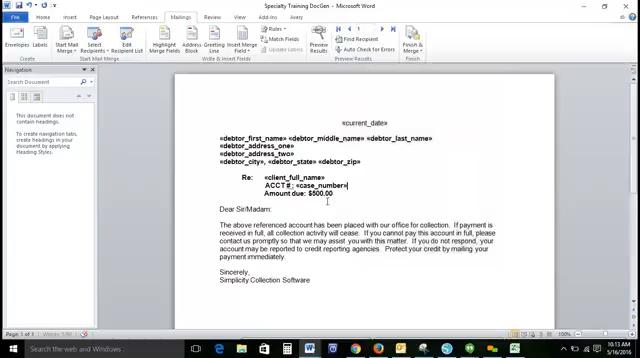 Specialty Training DocGen - Microsoft Word
File Home Insert Page Layout References Mailings Review View Add-Ins Avery
Envelopes Labels Start Mail Merge Select Recipients Edit Recipient List Highlight Merge Fields Address Block Greeting Line Insert Merge Field Rules Match Fields Update Labels Preview Results 1 Find Recipient Auto Check for Errors Finish & Merge
Create Start Mail Merge Write & Insert Fields Preview Results Finish
Navigation
Search Document
This document does not contain headings.
To create navigation tabs, create headings in your document by applying Heading Styles.
«current_date»
«debtor_first_name» «debtor_middle_name» «debtor_last_name»
«debtor_address_one»
«debtor_address_two»
«debtor_city», «debtor_state» «debtor_zip»
Re: «client_full_name»
ACCT #.: «case_number»
Amount due: $500.00
Dear Sir/Madam:
The above referenced account has been placed with our office for collection. If payment is
received in full, all collection activity will cease. If you cannot pay this account in full, please
contact us promptly so that we may assist you with this matter. If you do not respond, your
account may be reported to credit reporting agencies. Protect your credit by mailing your
payment immediately.
Sincerely,
Simplicity Collection Software
Page: 1 of 1 Words: 1/90 100%
Search the web and Windows
10:13 AM